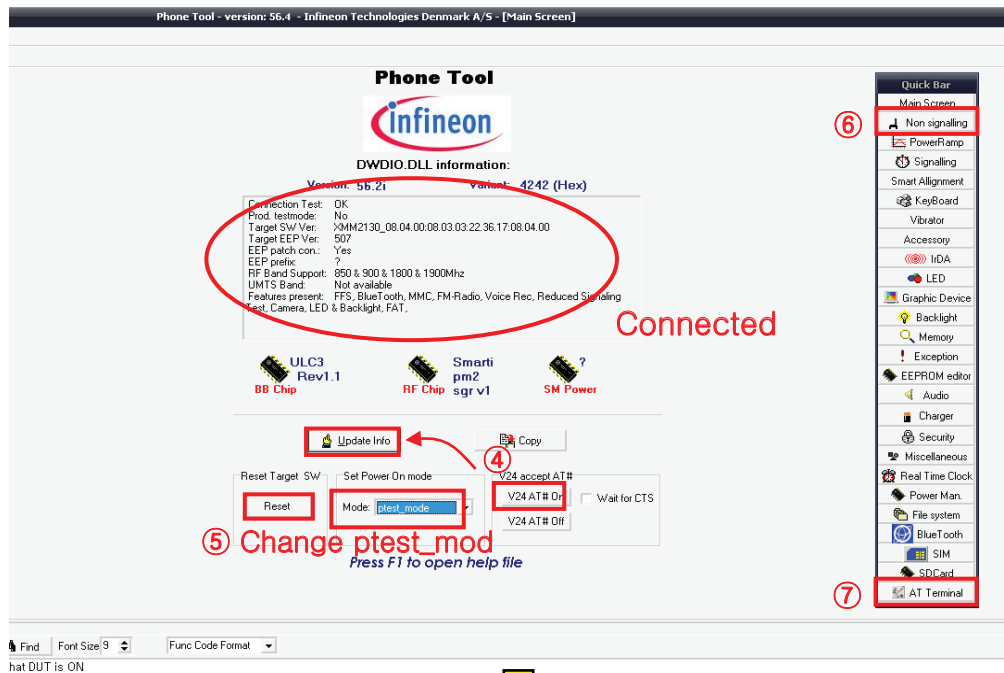 Phone Tool - version: 56.4 - Infineon Technologies Denmark A/S - [Main Screen]
Phone Tool
infineon
DWDIO.DLL information:
Version: 56.2i Variant: 4242 (Hex)
Connection Test: OK
Prod. testmode: No
Target SW Ver: XMM2130_08.04.00:08.03.03:22.36.17:08.04.00
Target EEP Ver: 507
EEP patch con.: Yes
EEP prefix: ?
RF Band Support: 850 & 900 & 1800 & 1900Mhz
UMTS Band: Not available
Features present: FFS, BlueTooth, MMC, FM-Radio, Voice Rec, Reduced Signaling
Test, Camera, LED & Backlight, FAT,
Connected
ULC3
Rev1.1
BB Chip
Smarti
pm2
sgr v1
RF Chip
?
SM Power
Update Info
Copy
④
Reset Target SW
Reset
Set Power On mode
Mode: ptest_mode
V24 accept AT#
V24 AT# On
Wait for CTS
V24 AT# Off
⑤ Change ptest_mod
Press F1 to open help file
Quick Bar
Main Screen
⑥ Non signalling
PowerRamp
Signalling
Smart Allignment
KeyBoard
Vibrator
Accessory
IrDA
LED
Graphic Device
Backlight
Memory
Exception
EEPROM editor
Audio
Charger
Security
Miscellaneous
Real Time Clock
Power Man.
File system
BlueTooth
SIM
SDCard
⑦ AT Terminal
Find Font Size 9 Func Code Format
hat DUT is ON